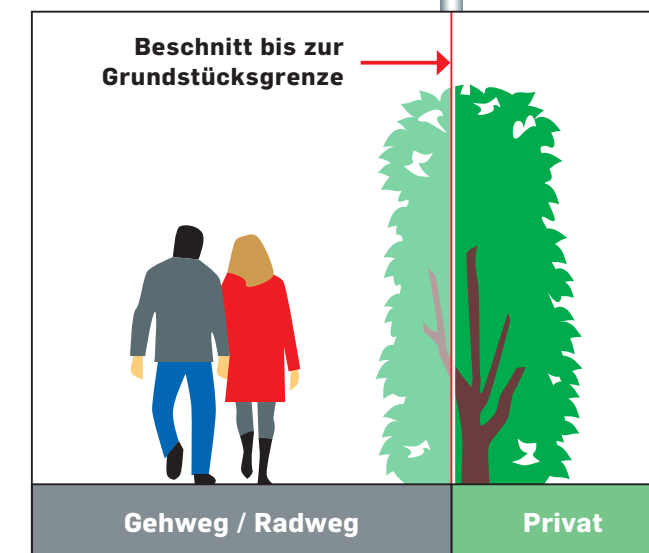 Beschnitt bis zur
Grundstücksgrenze
Gehweg / Radweg
Privat